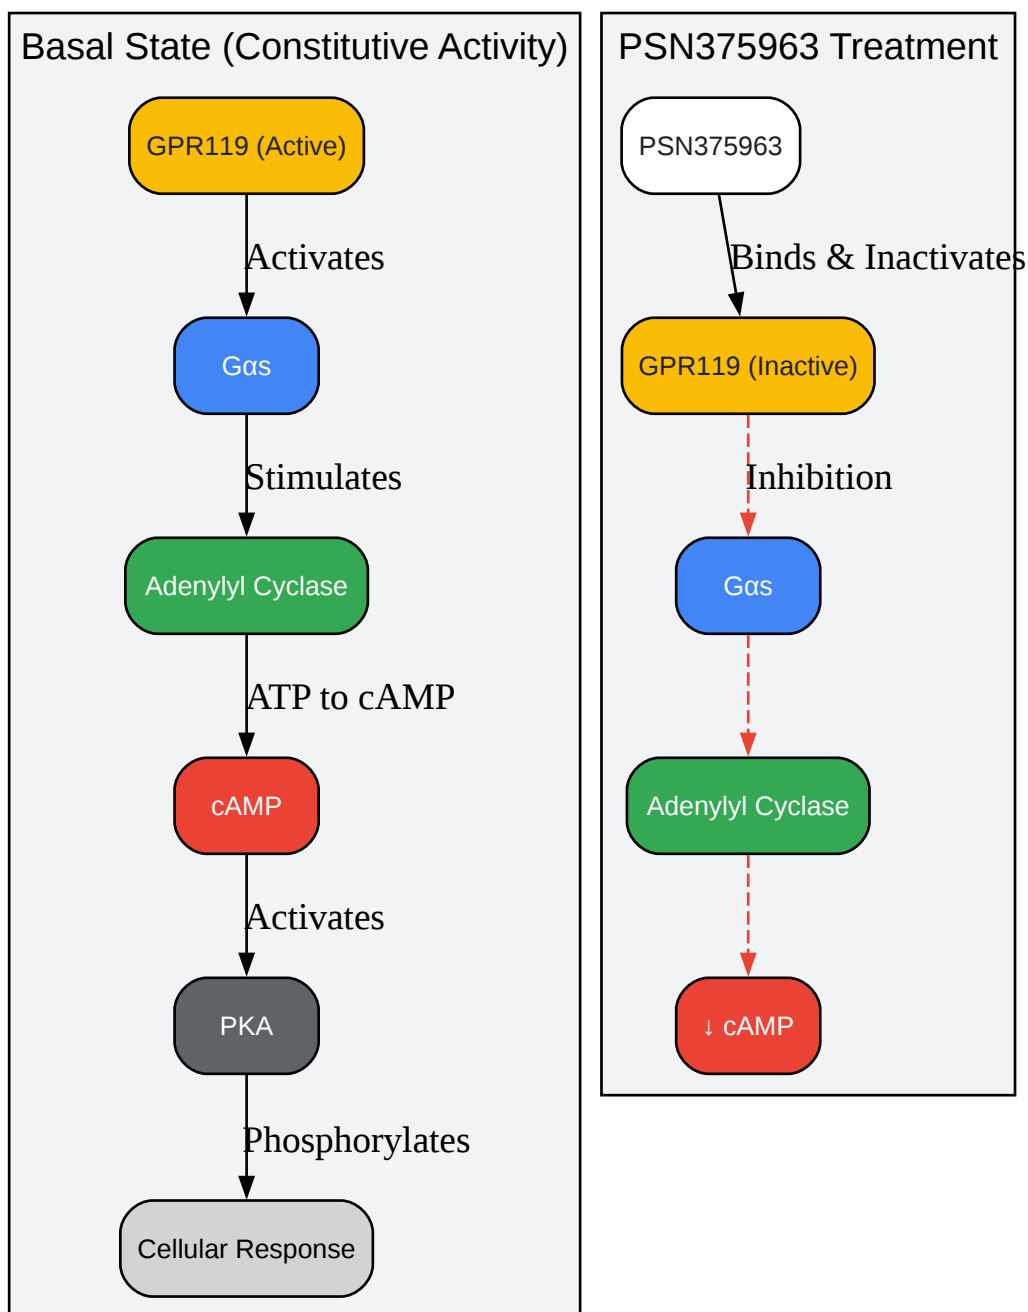 Basal State (Constitutive Activity)
GPR119 (Active)
Activates
Gαs
Stimulates
Adenylyl Cyclase
ATP to cAMP
cAMP
Activates
PKA
Phosphorylates
Cellular Response
PSN375963 Treatment
PSN375963
Binds & Inactivates
GPR119 (Inactive)
Inhibition
Gαs
Adenylyl Cyclase
↓ cAMP